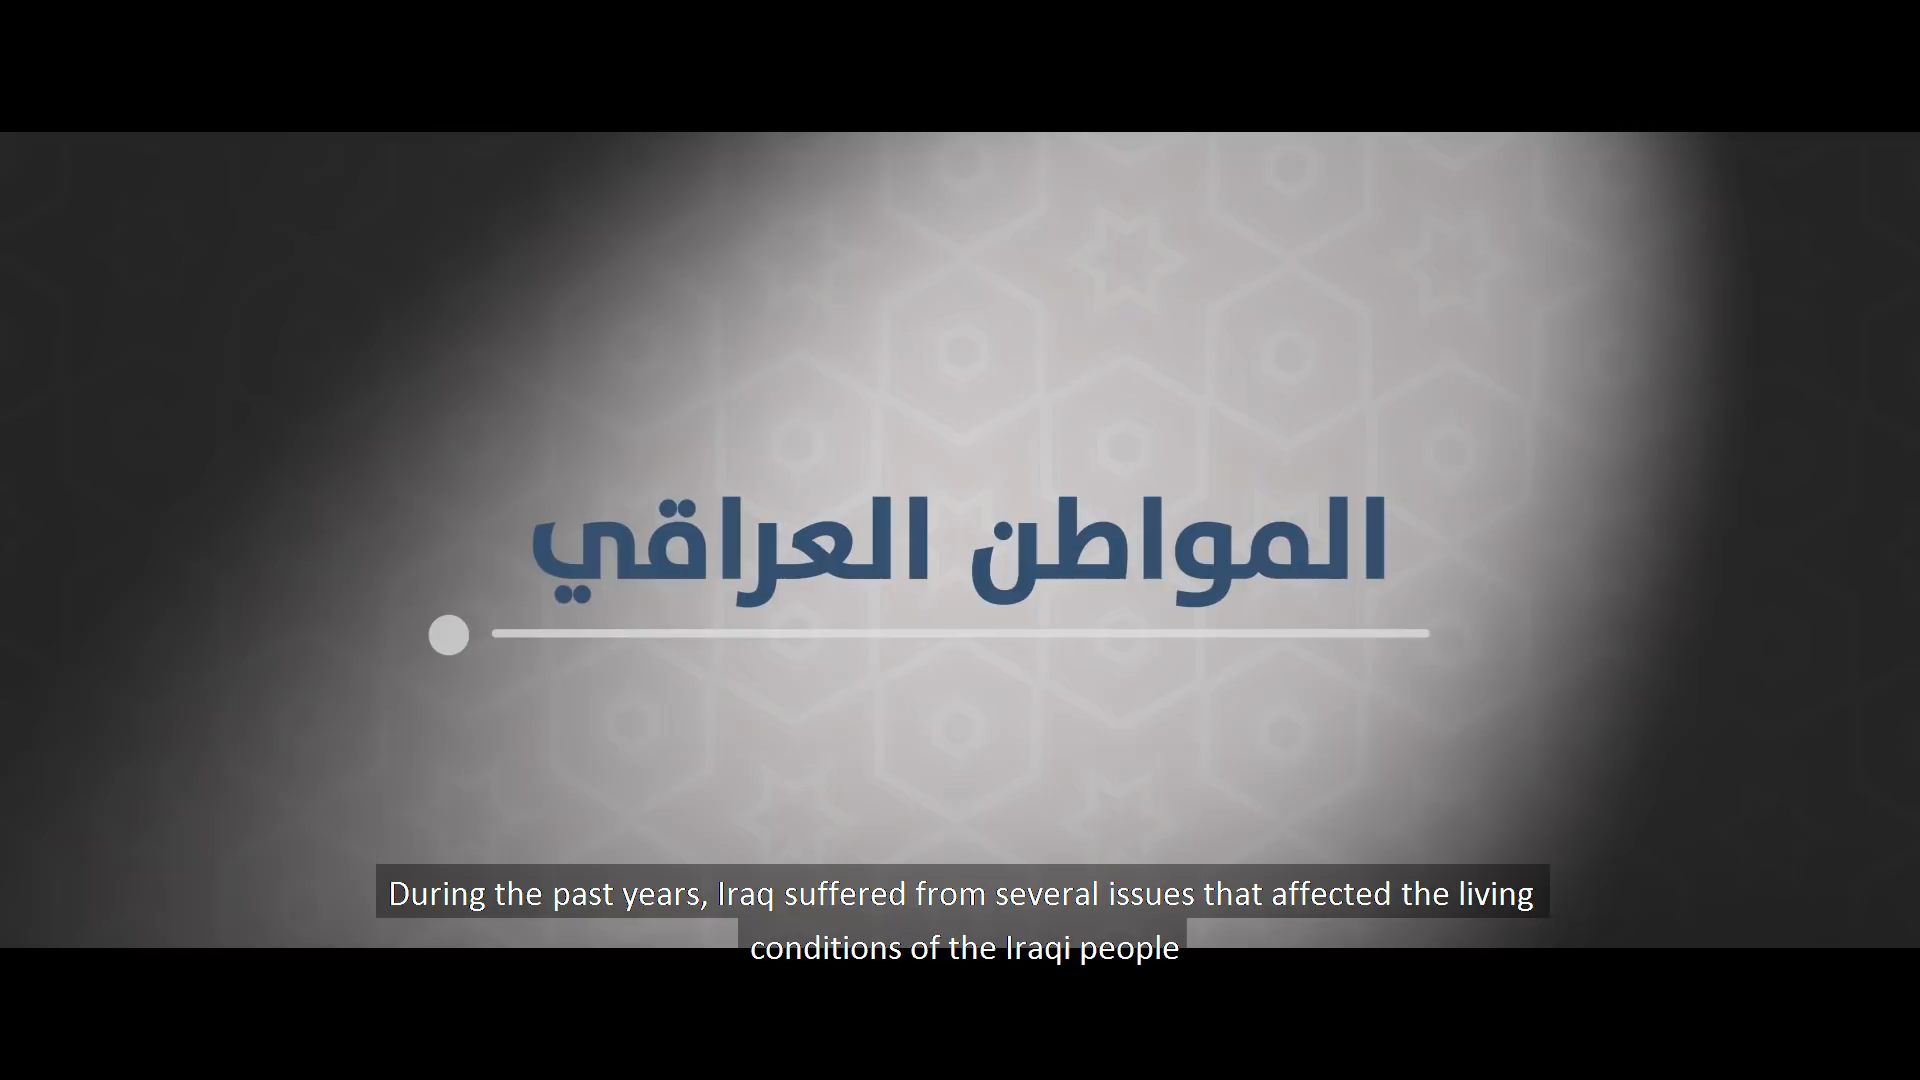 المواطن العراقي
During the past years, Iraq suffered from several issues that affected the living
conditions of the Iraqi people